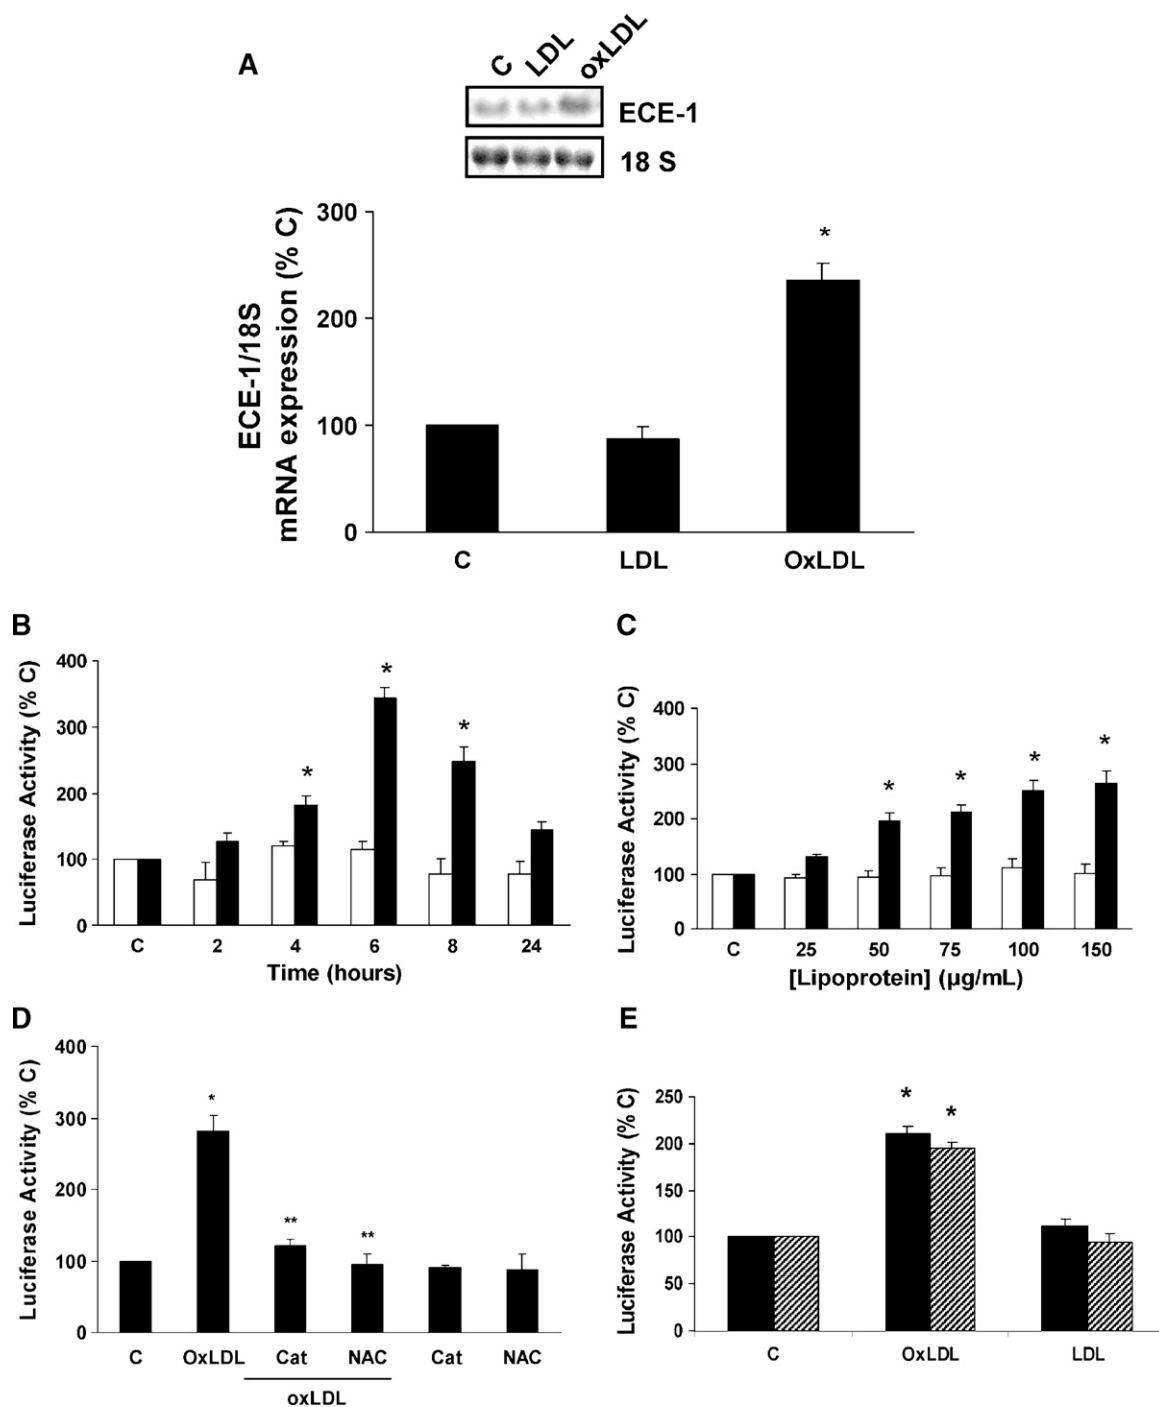 A
C LDL oxLDL
ECE-1
18 S
ECE-1/18S
mRNA expression (% C)
300
*
200
100
0
C LDL OxLDL
B
Luciferase Activity (% C)
400
*
300
*
200
*
100
0
C 2 4 6 8 24
Time (hours)
C
Luciferase Activity (% C)
400
300
* * * *
200
100
0
C 25 50 75 100 150
[Lipoprotein] (µg/mL)
D
Luciferase Activity (% C)
400
300
*
200
** **
100
0
C OxLDL Cat NAC Cat NAC
oxLDL
E
Luciferase Activity (% C)
250
* *
200
150
100
50
0
C OxLDL LDL